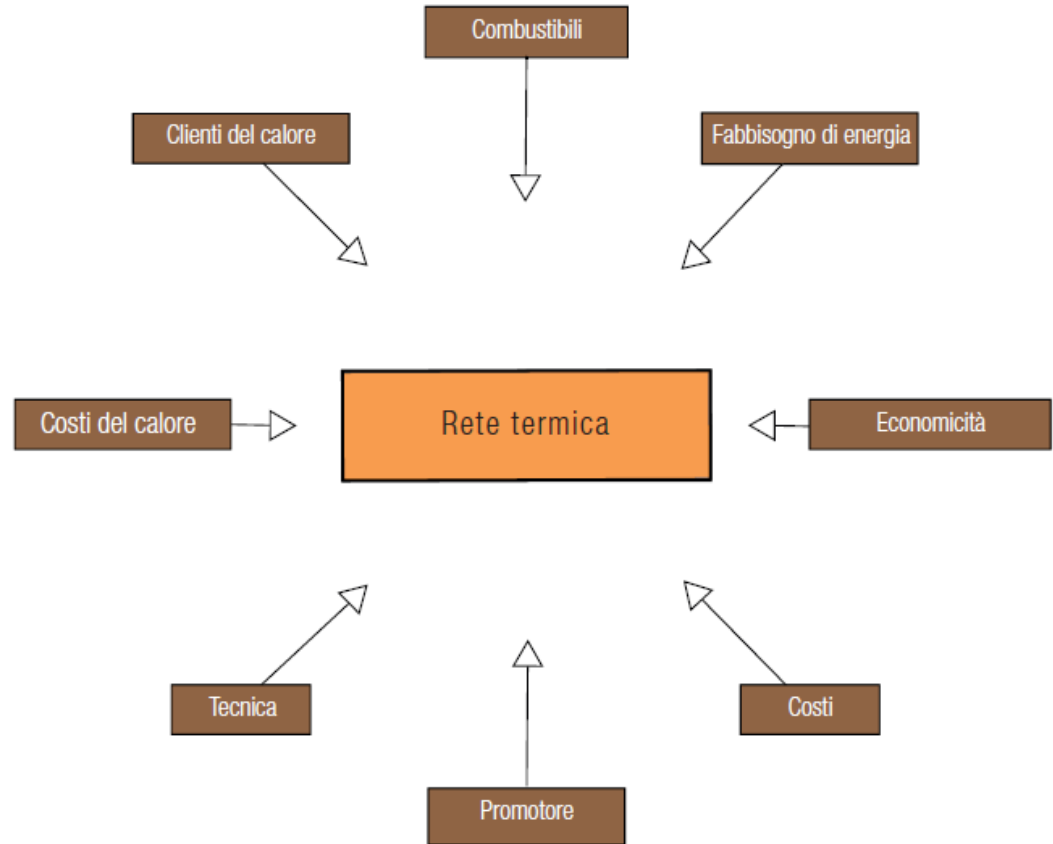 Combustibili
Clienti del calore
Fabbisogno di energia
Costi del calore
Rete termica
Economicità
Tecnica
Costi
Promotore